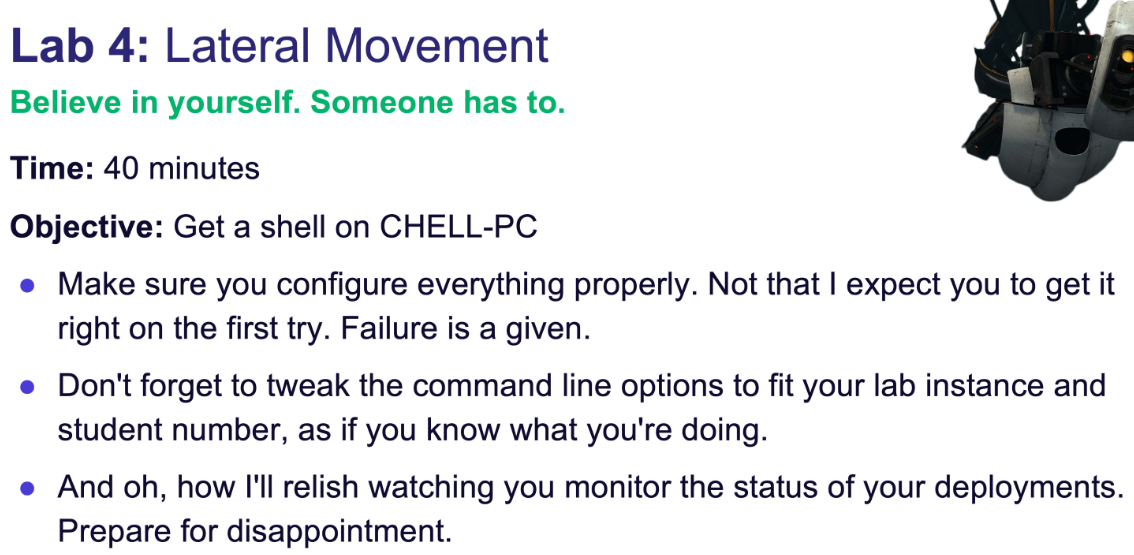 Lab 4: Lateral Movement
Believe in yourself. Someone has to.
Time: 40 minutes
Objective: Get a shell on CHELL-PC
● Make sure you configure everything properly. Not that I expect you to get it
right on the first try. Failure is a given.
● Don't forget to tweak the command line options to fit your lab instance and
student number, as if you know what you're doing.
● And oh, how I'll relish watching you monitor the status of your deployments.
Prepare for disappointment.